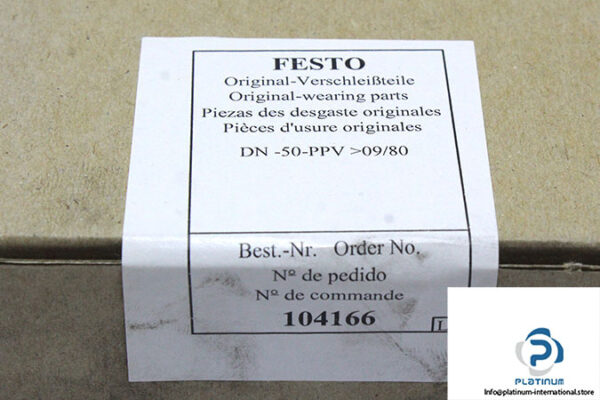 FESTO
Original-Verschleißteile
Original-wearing parts
Piezas des desgaste originales
Pièces d'usure originales
DN -50-PPV >09/80
Best.-Nr. Order No.
Nº de pedido
Nº de commande
104166
L
PLATINUM
Info@platinum-international.store